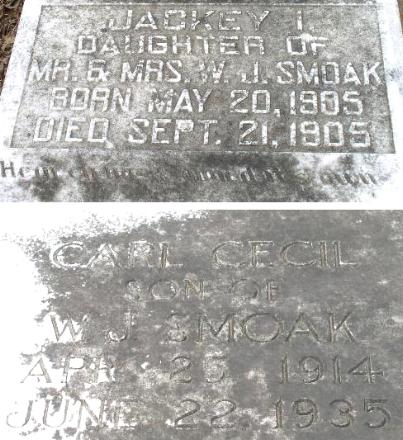 JACKEY I
DAUGHTER OF
MR. & MRS. W. J. SMOAK
BORN MAY 20, 1905
DIED SEPT. 21, 1905
CARL CECIL
SON OF
W. J. SMOAK
APR. 25 1914
JUNE 22, 1935